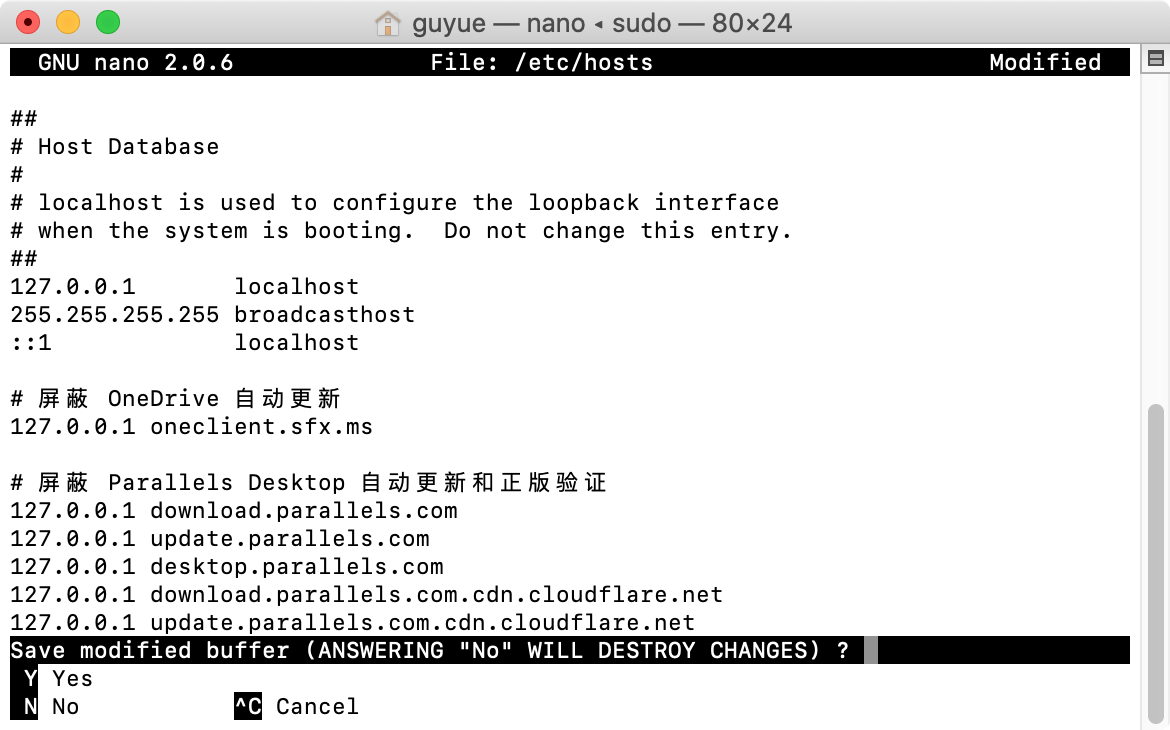 guyue — nano ◂ sudo — 80×24
GNU nano 2.0.6 File: /etc/hosts Modified
##
# Host Database
#
# localhost is used to configure the loopback interface
# when the system is booting.  Do not change this entry.
##
127.0.0.1       localhost
255.255.255.255 broadcasthost
::1             localhost
# 屏蔽 OneDrive 自动更新
127.0.0.1 oneclient.sfx.ms
# 屏蔽 Parallels Desktop 自动更新和正版验证
127.0.0.1 download.parallels.com
127.0.0.1 update.parallels.com
127.0.0.1 desktop.parallels.com
127.0.0.1 download.parallels.com.cdn.cloudflare.net
127.0.0.1 update.parallels.com.cdn.cloudflare.net
Save modified buffer (ANSWERING "No" WILL DESTROY CHANGES) ?
Y Yes
N No ^C Cancel